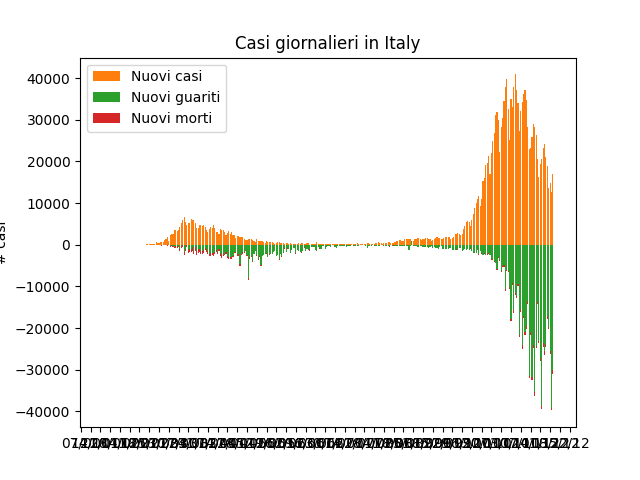 Casi giornalieri in Italy
Nuovi casi
Nuovi guariti
Nuovi morti
40000
30000
20000
10000
0
−10000
−20000
−30000
−40000
# casi